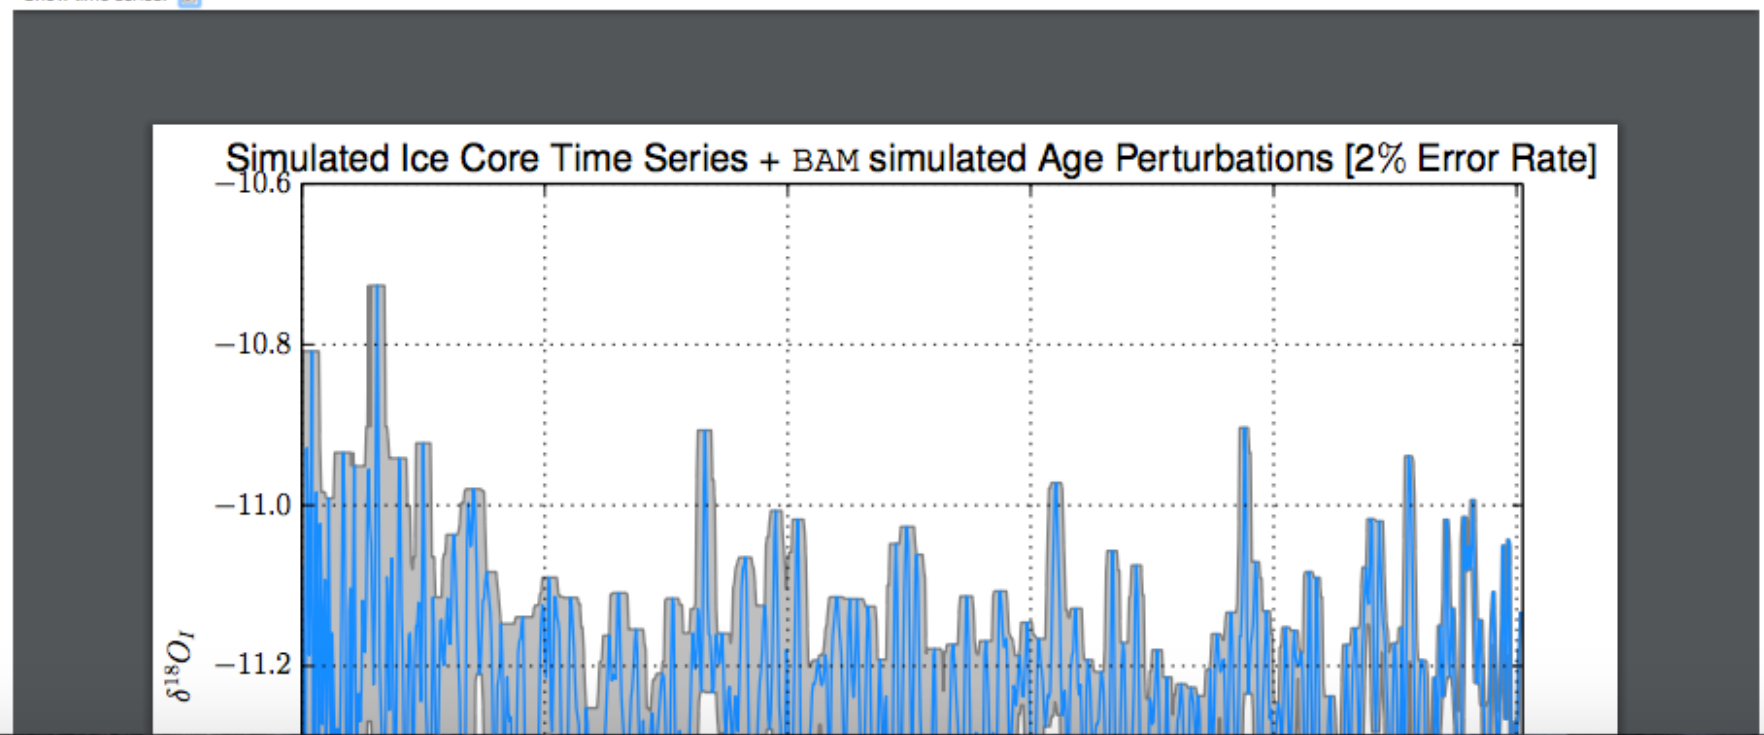 Simulated Ice Core Time Series + BAM simulated Age Perturbations [2% Error Rate]
−10.6
−10.8
−11.0
−11.2
δ¹⁸O_I